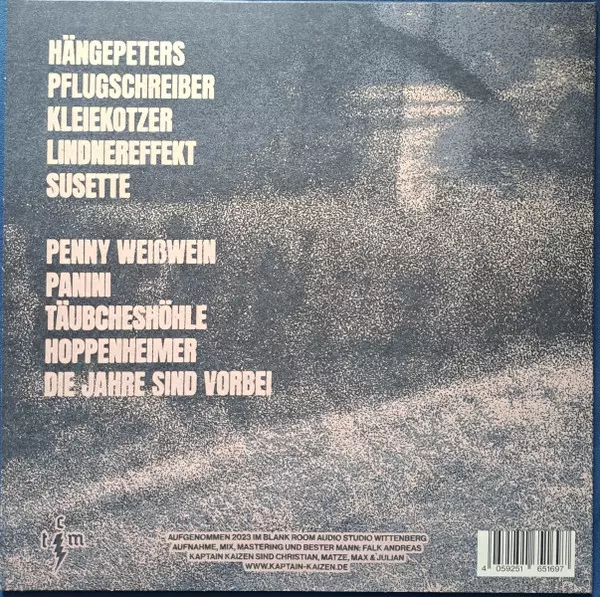 HÄNGEPETERS
PFLUGSCHREIBER
KLEIEKOTZER
LINDNEREFFEKT
SUSETTE
PENNY WEIẞWEIN
PANINI
TÄUBCHESHÖHLE
HOPPENHEIMER
DIE JAHRE SIND VORBEI
c
t m
AUFGENOMMEN 2023 IM BLANK ROOM AUDIO STUDIO WITTENBERG
AUFNAHME, MIX, MASTERING UND BESTER MANN: FALK ANDREAS
KAPTAIN KAIZEN SIND CHRISTIAN, MATZE, MAX & JULIAN
WWW.KAPTAIN-KAIZEN.DE
4 059251 651697